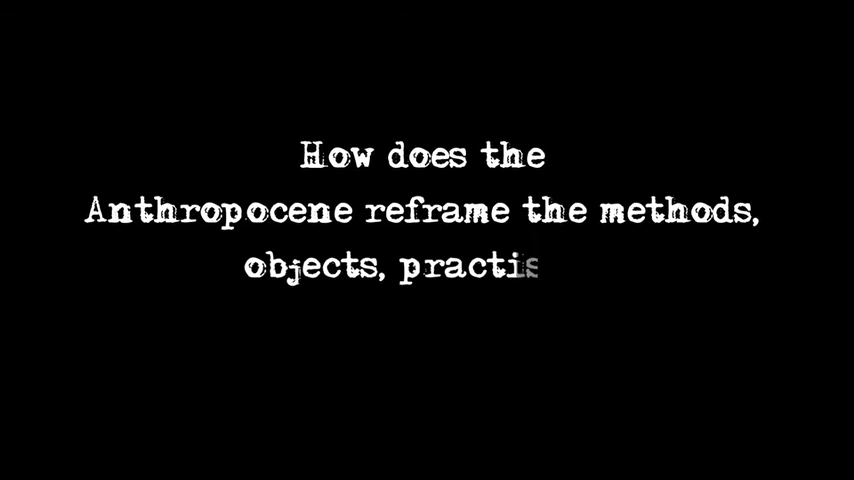 How does the
Anthropocene reframe the methods,
objects, practis